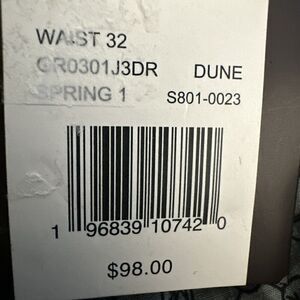 WAIST 32
GR0301J3DR DUNE
SPRING 1 S801-0023
1 96839 10742 0
$98.00